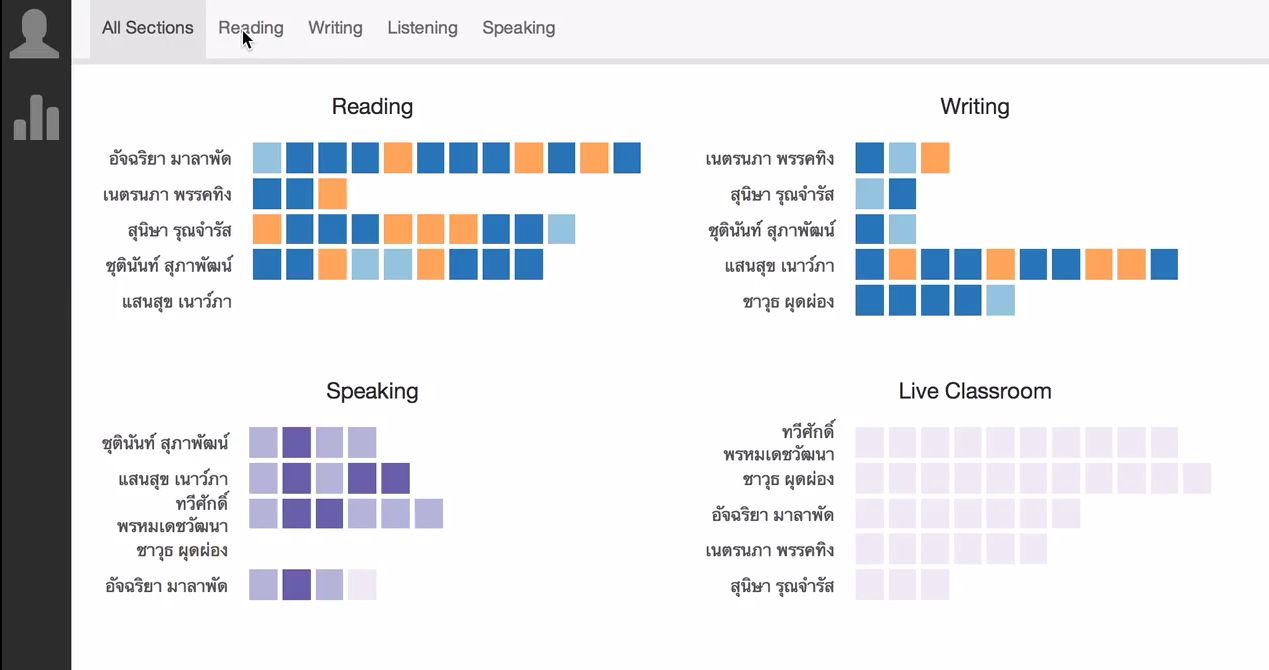 All Sections
Reading
Writing
Listening
Speaking
Reading
อัจฉริยา มาลาพัด
เนตรนภา พรรคทิง
สุนิษา รุณจำรัส
ชุตินันท์ สุภาพัฒน์
แสนสุข เนาว์ภา
Writing
เนตรนภา พรรคทิง
สุนิษา รุณจำรัส
ชุตินันท์ สุภาพัฒน์
แสนสุข เนาว์ภา
ชาวุธ ผุดผ่อง
Speaking
ชุตินันท์ สุภาพัฒน์
แสนสุข เนาว์ภา
ทวีศักดิ์
พรหมเดชวัฒนา
ชาวุธ ผุดผ่อง
อัจฉริยา มาลาพัด
Live Classroom
ทวีศักดิ์
พรหมเดชวัฒนา
ชาวุธ ผุดผ่อง
อัจฉริยา มาลาพัด
เนตรนภา พรรคทิง
สุนิษา รุณจำรัส